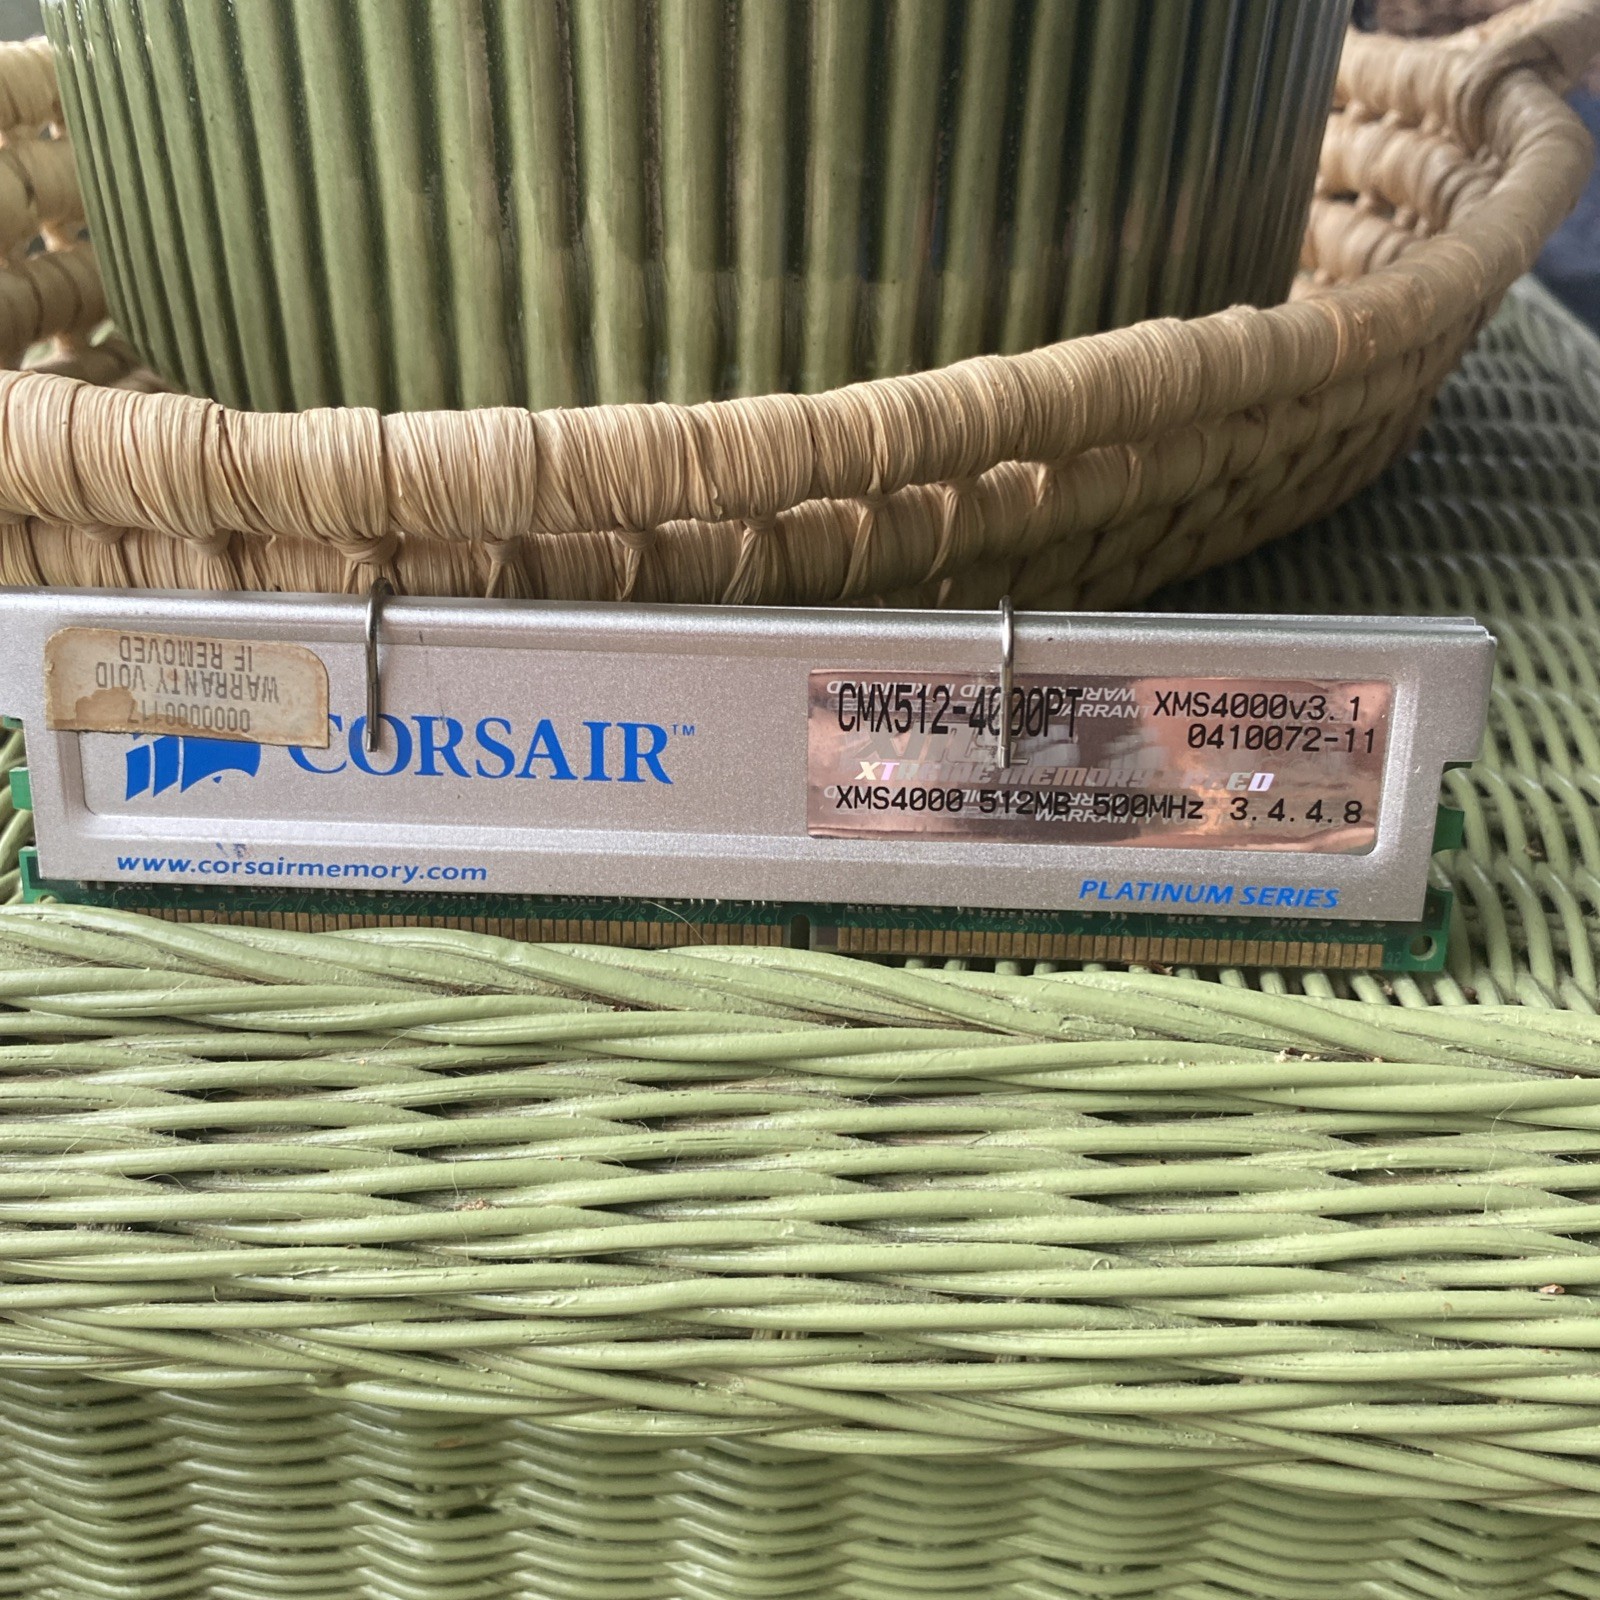 WARRANTY VOID
IF REMOVED
000000117
CORSAIR™
www.corsairmemory.com
CMX512-4000PT XMS4000v3.1
0410072-11
XMS4000 512MB 500MHz 3.4.4.8
PLATINUM SERIES